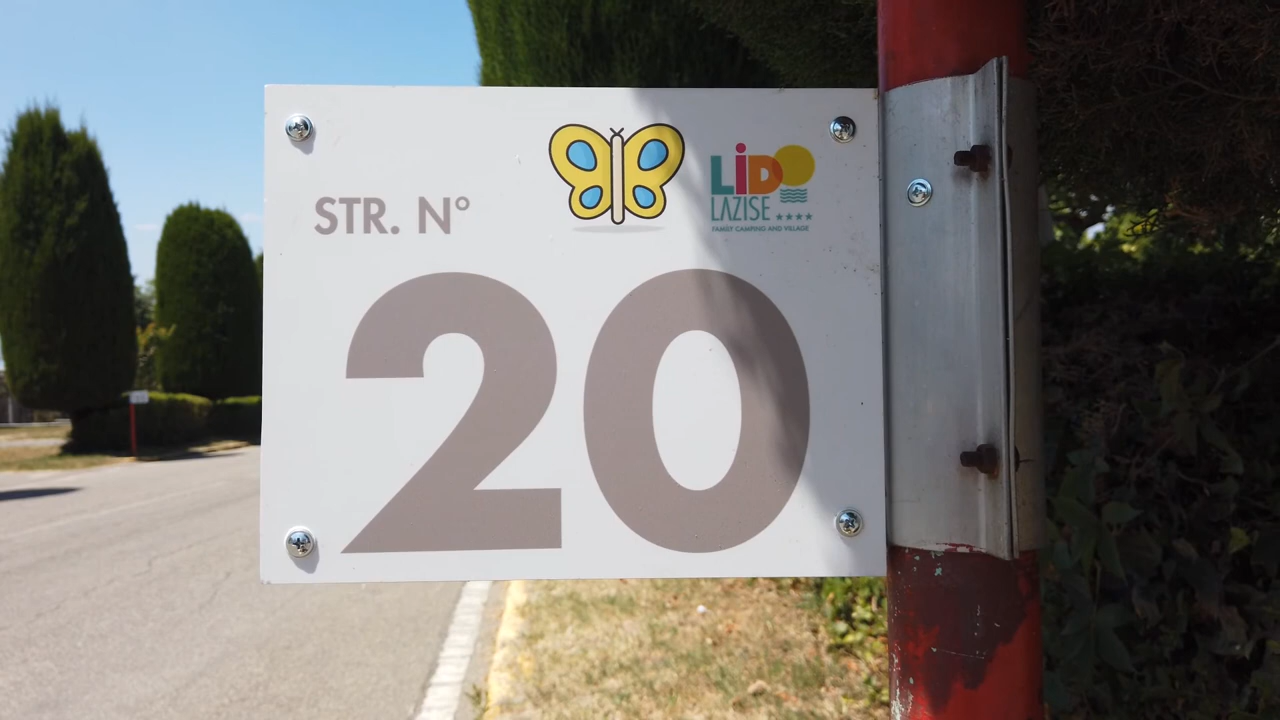 STR. N°
LIDO
LAZISE ★★★★
FAMILY CAMPING AND VILLAGE
20